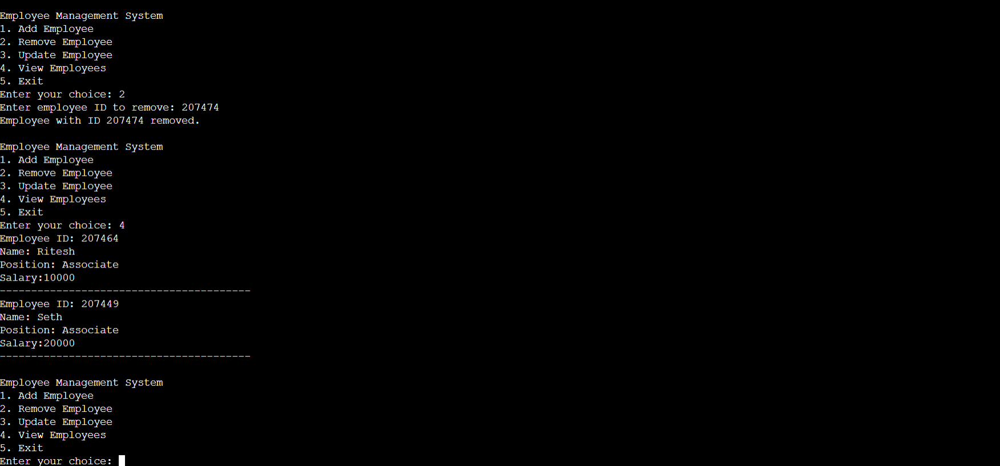 Employee Management System
1. Add Employee
2. Remove Employee
3. Update Employee
4. View Employees
5. Exit
Enter your choice: 2
Enter employee ID to remove: 207474
Employee with ID 207474 removed.
Employee Management System
1. Add Employee
2. Remove Employee
3. Update Employee
4. View Employees
5. Exit
Enter your choice: 4
Employee ID: 207464
Name: Ritesh
Position: Associate
Salary:10000
----------------------------------------
Employee ID: 207449
Name: Seth
Position: Associate
Salary:20000
----------------------------------------
Employee Management System
1. Add Employee
2. Remove Employee
3. Update Employee
4. View Employees
5. Exit
Enter your choice: